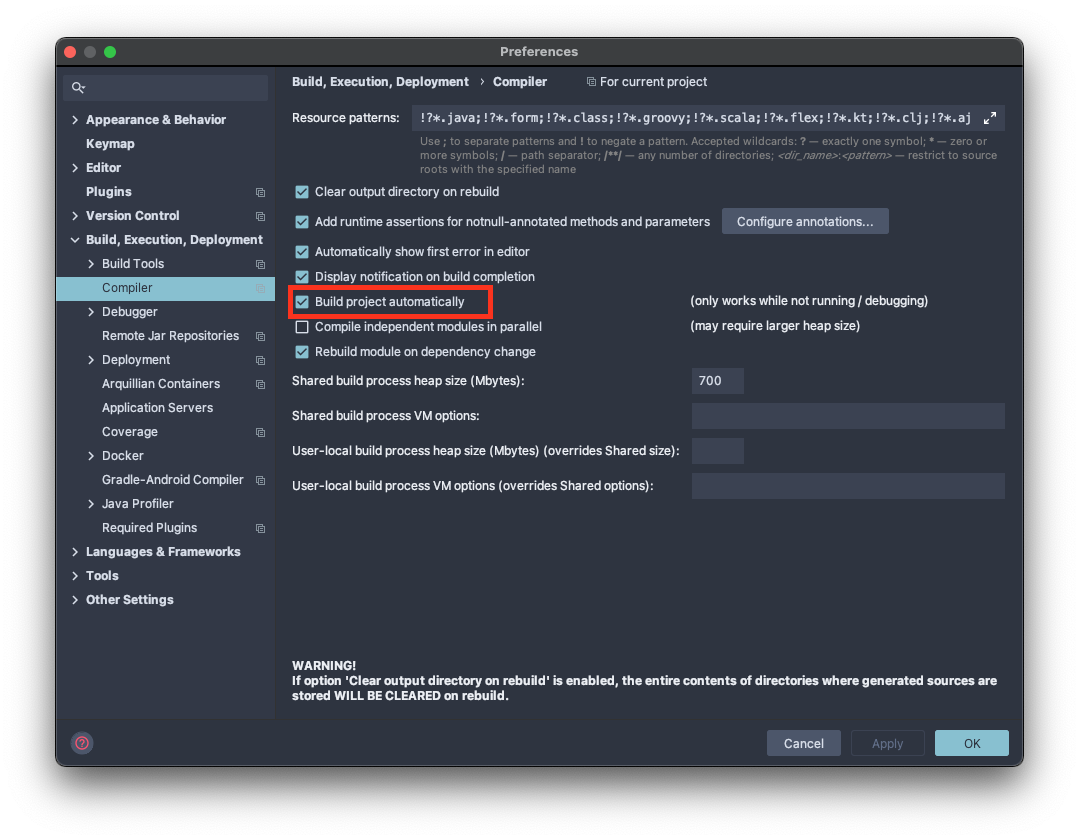 Preferences
Appearance & Behavior
Keymap
Editor
Plugins
Version Control
Build, Execution, Deployment
Build Tools
Compiler
Debugger
Remote Jar Repositories
Deployment
Arquillian Containers
Application Servers
Coverage
Docker
Gradle-Android Compiler
Java Profiler
Required Plugins
Languages & Frameworks
Tools
Other Settings
Build, Execution, Deployment › Compiler For current project
Resource patterns: !?*.java;!?*.form;!?*.class;!?*.groovy;!?*.scala;!?*.flex;!?*.kt;!?*.clj;!?*.aj
Use ; to separate patterns and ! to negate a pattern. Accepted wildcards: ? — exactly one symbol; * — zero or
more symbols; / — path separator; /**/ — any number of directories; <dir_name>:<pattern> — restrict to source
roots with the specified name
Clear output directory on rebuild
Add runtime assertions for notnull-annotated methods and parameters Configure annotations...
Automatically show first error in editor
Display notification on build completion
Build project automatically (only works while not running / debugging)
Compile independent modules in parallel (may require larger heap size)
Rebuild module on dependency change
Shared build process heap size (Mbytes): 700
Shared build process VM options:
User-local build process heap size (Mbytes) (overrides Shared size):
User-local build process VM options (overrides Shared options):
WARNING!
If option 'Clear output directory on rebuild' is enabled, the entire contents of directories where generated sources are
stored WILL BE CLEARED on rebuild.
? Cancel Apply OK